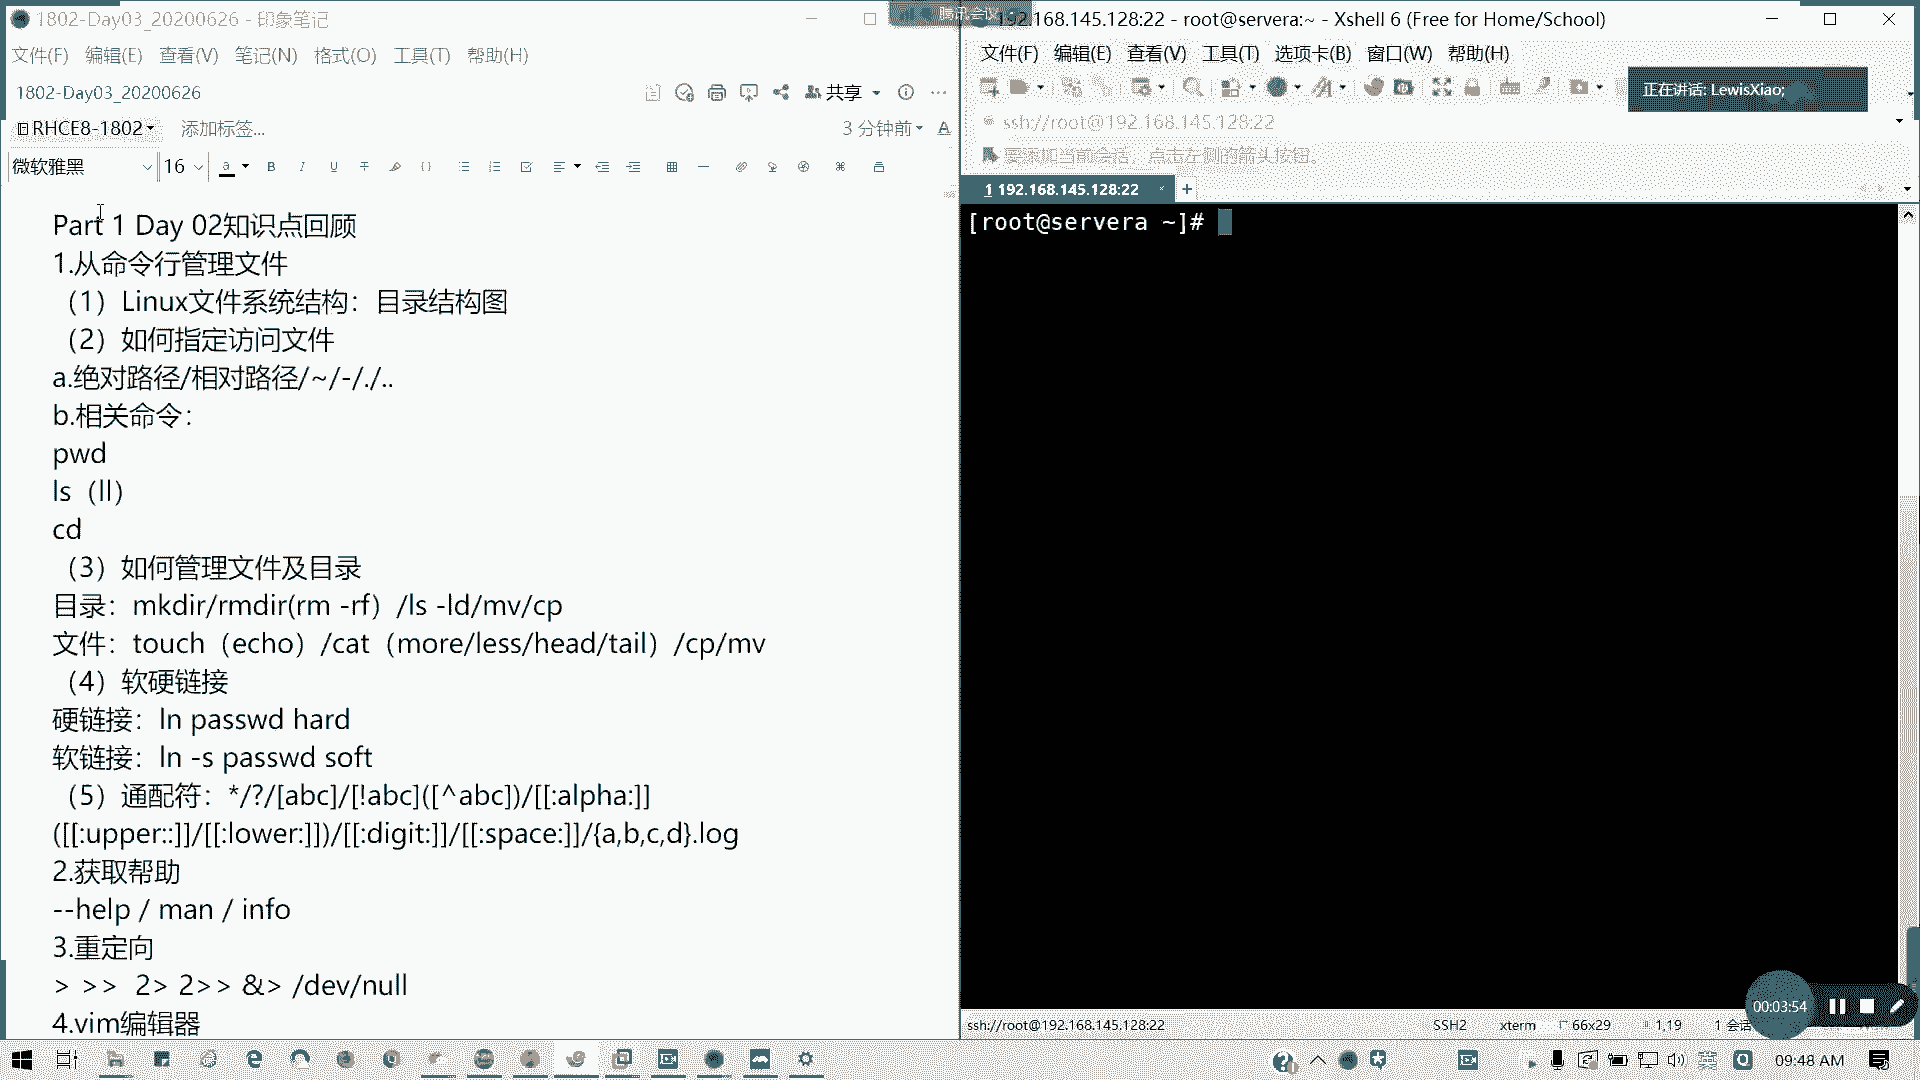 1802-Day03_20200626 - 印象笔记
文件(F) 编辑(E) 查看(V) 笔记(N) 格式(O) 工具(T) 帮助(H)
1802-Day03_20200626
共享
RHCE8-1802 添加标签...
3 分钟前
微软雅黑 16
Part 1 Day 02知识点回顾
1.从命令行管理文件
（1）Linux文件系统结构：目录结构图
（2）如何指定访问文件
a.绝对路径/相对路径/~/-/./..
b.相关命令：
pwd
ls（ll）
cd
（3）如何管理文件及目录
目录：mkdir/rmdir(rm -rf）/ls -ld/mv/cp
文件：touch（echo）/cat（more/less/head/tail）/cp/mv
（4）软硬链接
硬链接：ln passwd hard
软链接：ln -s passwd soft
（5）通配符：*/?/[abc]/[!abc]([^abc])/[[:alpha:]]
([[:upper::]]/[[:lower:]])/[[:digit:]]/[[:space:]]/{a,b,c,d}.log
2.获取帮助
--help / man / info
3.重定向
> >>  2> 2>> &> /dev/null
4.vim编辑器
腾讯会议
192.168.145.128:22 - root@servera:~ - Xshell 6 (Free for Home/School)
文件(F) 编辑(E) 查看(V) 工具(T) 选项卡(B) 窗口(W) 帮助(H)
正在讲话: LewisXiao;
ssh://root@192.168.145.128:22
要添加当前会话，点击左侧的箭头按钮。
1 192.168.145.128:22
[root@servera ~]#
00:03:54
ssh://root@192.168.145.128:22 SSH2 xterm 66x29 1,19 1 会话
英
09:48 AM